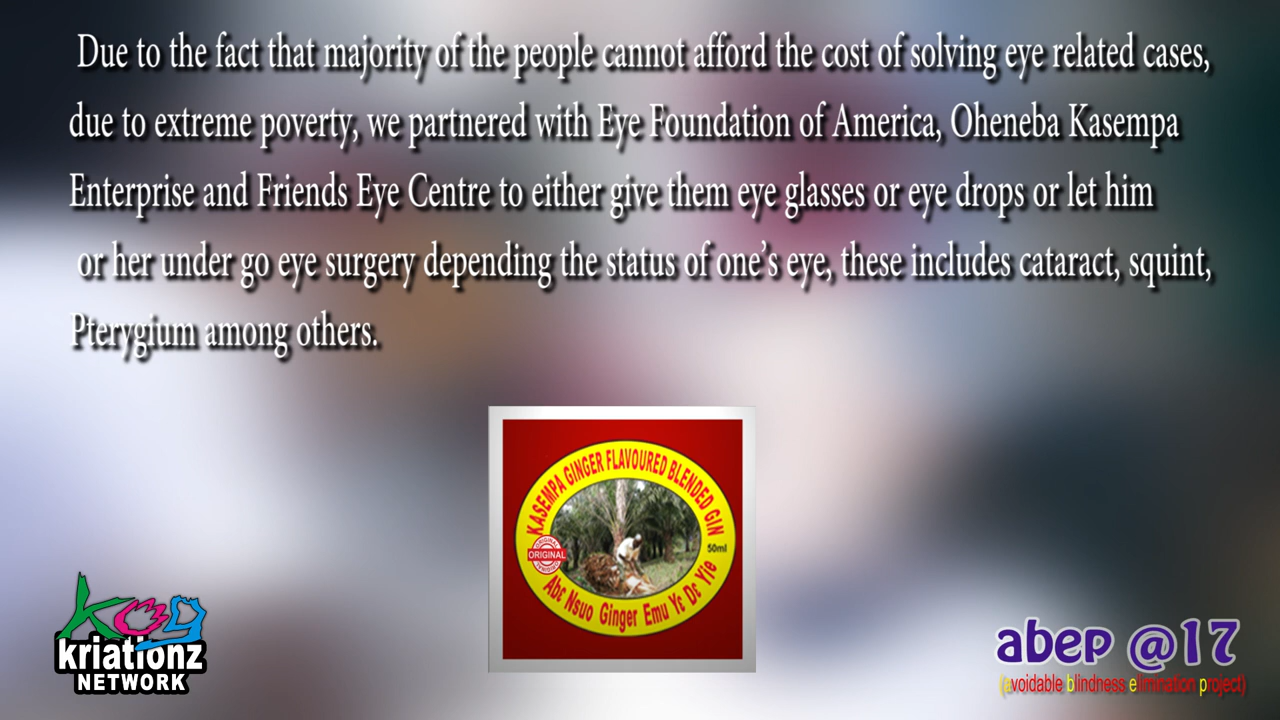 Due to the fact that majority of the people cannot afford the cost of solving eye related cases,
due to extreme poverty, we partnered with Eye Foundation of America, Oheneba Kasempa
Enterprise and Friends Eye Centre to either give them eye glasses or eye drops or let him
or her under go eye surgery depending the status of one’s eye, these includes cataract, squint,
Pterygium among others.
KASEMPA GINGER FLAVOURED BLENDED GIN
ORIGINAL
50ml
Abɛ Nsuo Ginger Emu Yɛ Dɛ Yie
kriationz
NETWORK
abep @17
(avoidable blindness elimination project)